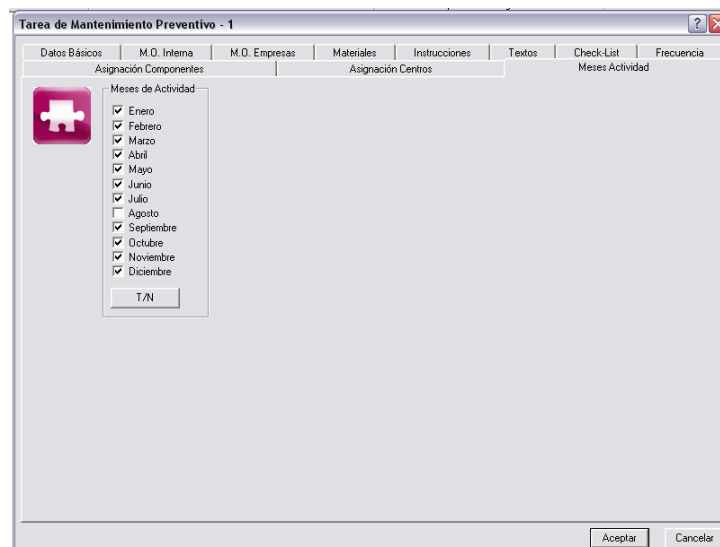 Tarea de Mantenimiento Preventivo - 1
Datos Básicos M.O. Interna M.O. Empresas Materiales Instrucciones Textos Check-List Frecuencia
Asignación Componentes Asignación Centros Meses Actividad
Meses de Actividad
Enero
Febrero
Marzo
Abril
Mayo
Junio
Julio
Agosto
Septiembre
Octubre
Noviembre
Diciembre
T/N
Aceptar Cancelar